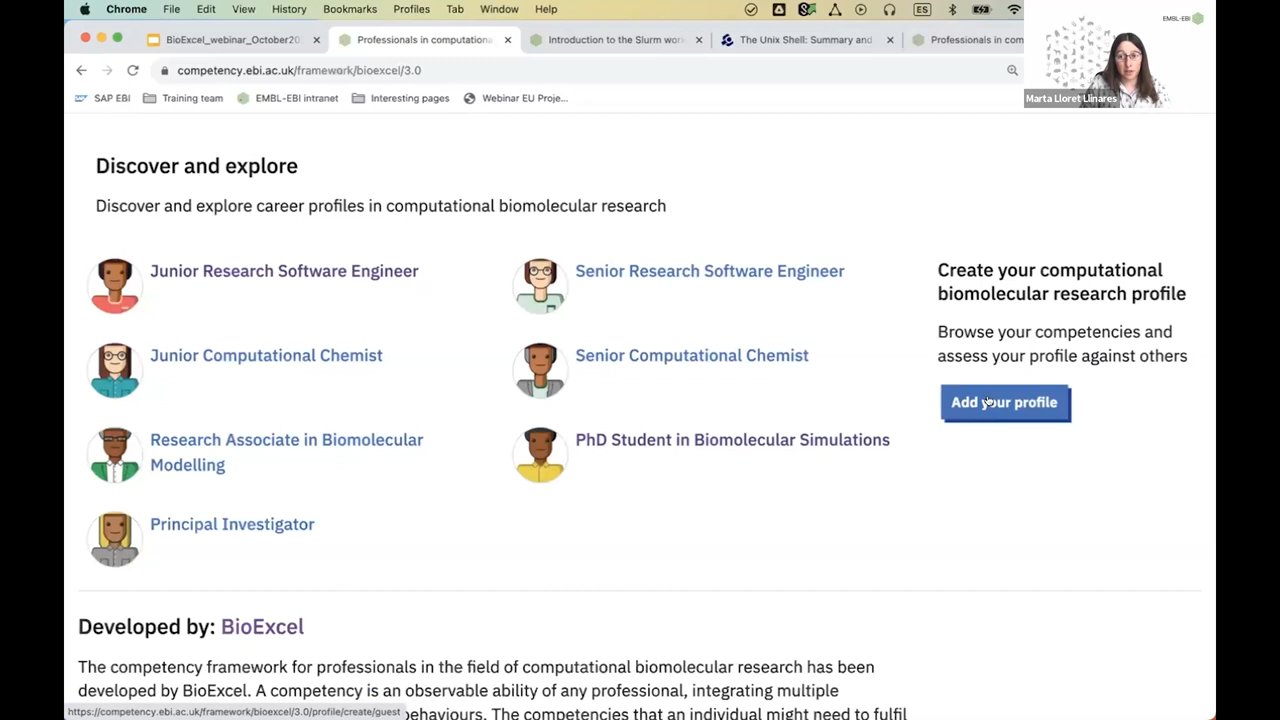 Chrome File Edit View History Bookmarks Profiles Tab Window Help ES
EMBL-EBI
BioExcel_webinar_October20
Professionals in computationa
Introduction to the Slurm work
The Unix Shell: Summary and
Professionals in com
competency.ebi.ac.uk/framework/bioexcel/3.0
SAP EBI
Training team
EMBL-EBI intranet
Interesting pages
Webinar EU Proje...
Marta Lloret Llinares
Discover and explore
Discover and explore career profiles in computational biomolecular research
Junior Research Software Engineer
Senior Research Software Engineer
Junior Computational Chemist
Senior Computational Chemist
Research Associate in Biomolecular
Modelling
PhD Student in Biomolecular Simulations
Principal Investigator
Create your computational
biomolecular research profile
Browse your competencies and
assess your profile against others
Add your profile
Developed by: BioExcel
The competency framework for professionals in the field of computational biomolecular research has been
developed by BioExcel. A competency is an observable ability of any professional, integrating multiple
behaviours. The competencies that an individual might need to fulfil
https://competency.ebi.ac.uk/framework/bioexcel/3.0/profile/create/guest